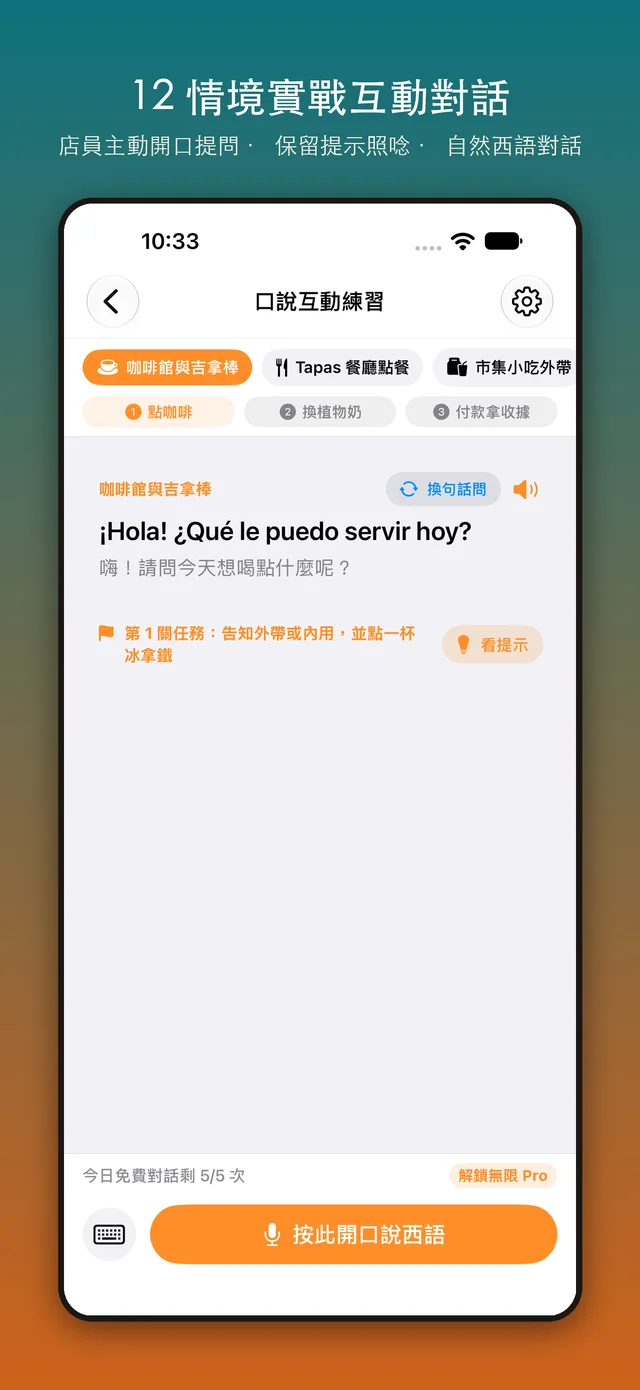 12 情境實戰互動對話
店員主動開口提問 · 保留提示照唸 · 自然西語對話
10:33
口說互動練習
咖啡館與吉拿棒 Tapas 餐廳點餐 市集小吃外帶
1 點咖啡 2 換植物奶 3 付款拿收據
咖啡館與吉拿棒 換句話問
¡Hola! ¿Qué le puedo servir hoy?
嗨！請問今天想喝點什麼呢？
第 1 關任務：告知外帶或內用，並點一杯
冰拿鐵
看提示
今日免費對話剩 5/5 次 解鎖無限 Pro
按此開口說西語